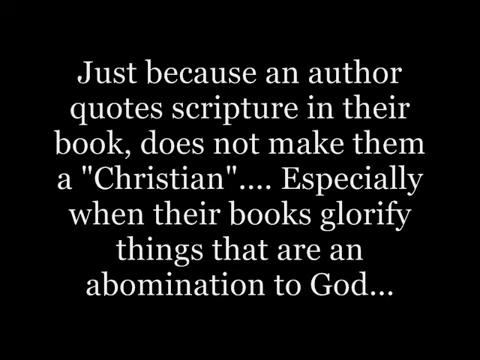 Just because an author
quotes scripture in their
book, does not make them
a "Christian".... Especially
when their books glorify
things that are an
abomination to God...